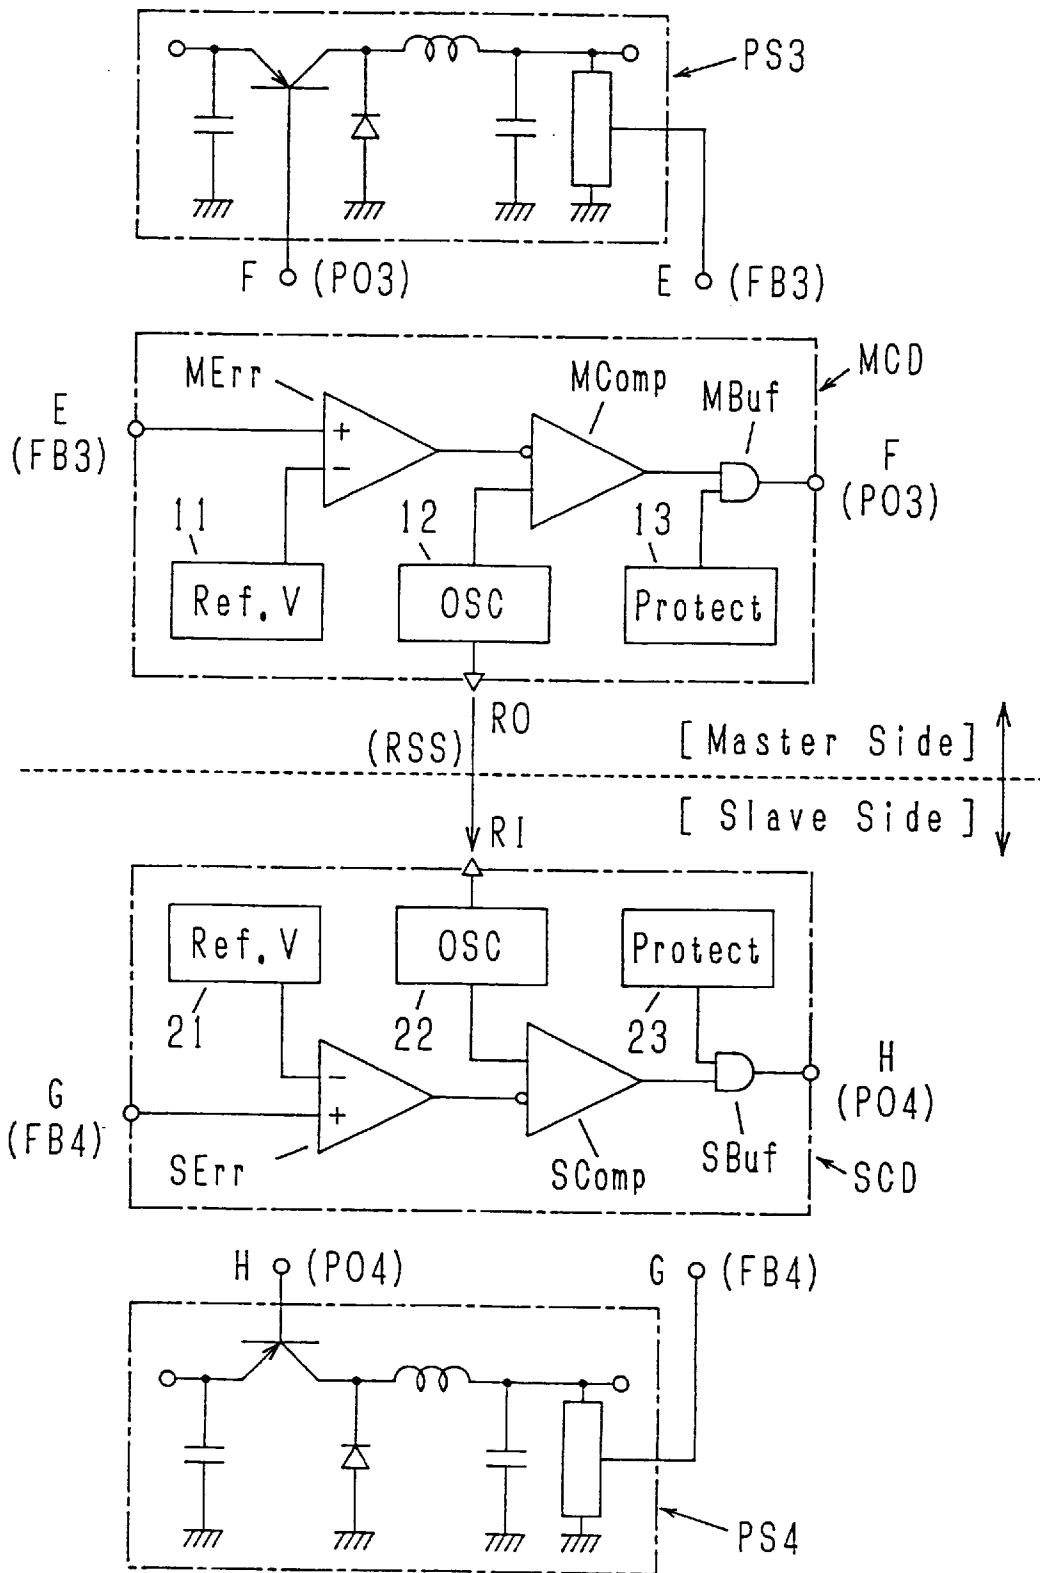 PS3
F (PO3)
E (FB3)
MErr
MComp
MCD
MBuf
E
(FB3)
F
(PO3)
11
12
13
Ref.V
OSC
Protect
RO
(RSS)
[Master Side]
[Slave Side]
RI
Ref.V
OSC
Protect
21
22
23
G
(FB4)
H
(PO4)
SErr
SComp
SBuf
SCD
H (PO4)
G (FB4)
PS4